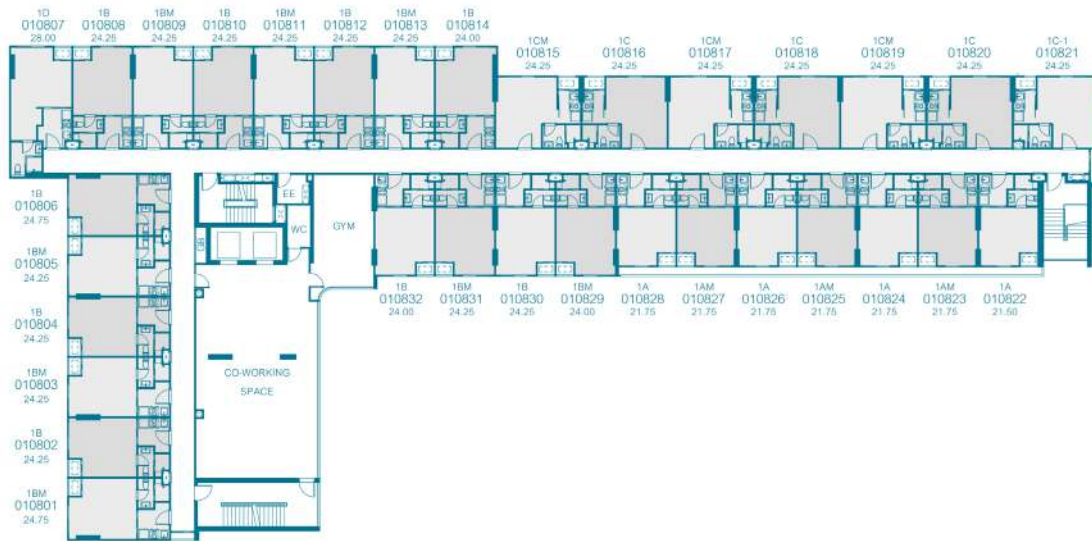 1D
010807
28.00
1B
010808
24.25
1BM
010809
24.25
1B
010810
24.25
1BM
010811
24.25
1B
010812
24.25
1BM
010813
24.25
1B
010814
24.00
1CM
010815
24.25
1C
010816
24.25
1CM
010817
24.25
1C
010818
24.25
1CM
010819
24.25
1C
010820
24.25
1C-1
010821
24.25
1B
010806
24.75
1BM
010805
24.25
1B
010804
24.25
1BM
010803
24.25
1B
010802
24.25
1BM
010801
24.75
EE
WC
GYM
CO-WORKING
SPACE
1B
010832
24.00
1BM
010831
24.25
1B
010830
24.25
1BM
010829
24.00
1A
010828
21.75
1AM
010827
21.75
1A
010826
21.75
1AM
010825
21.75
1A
010824
21.75
1AM
010823
21.75
1A
010822
21.50